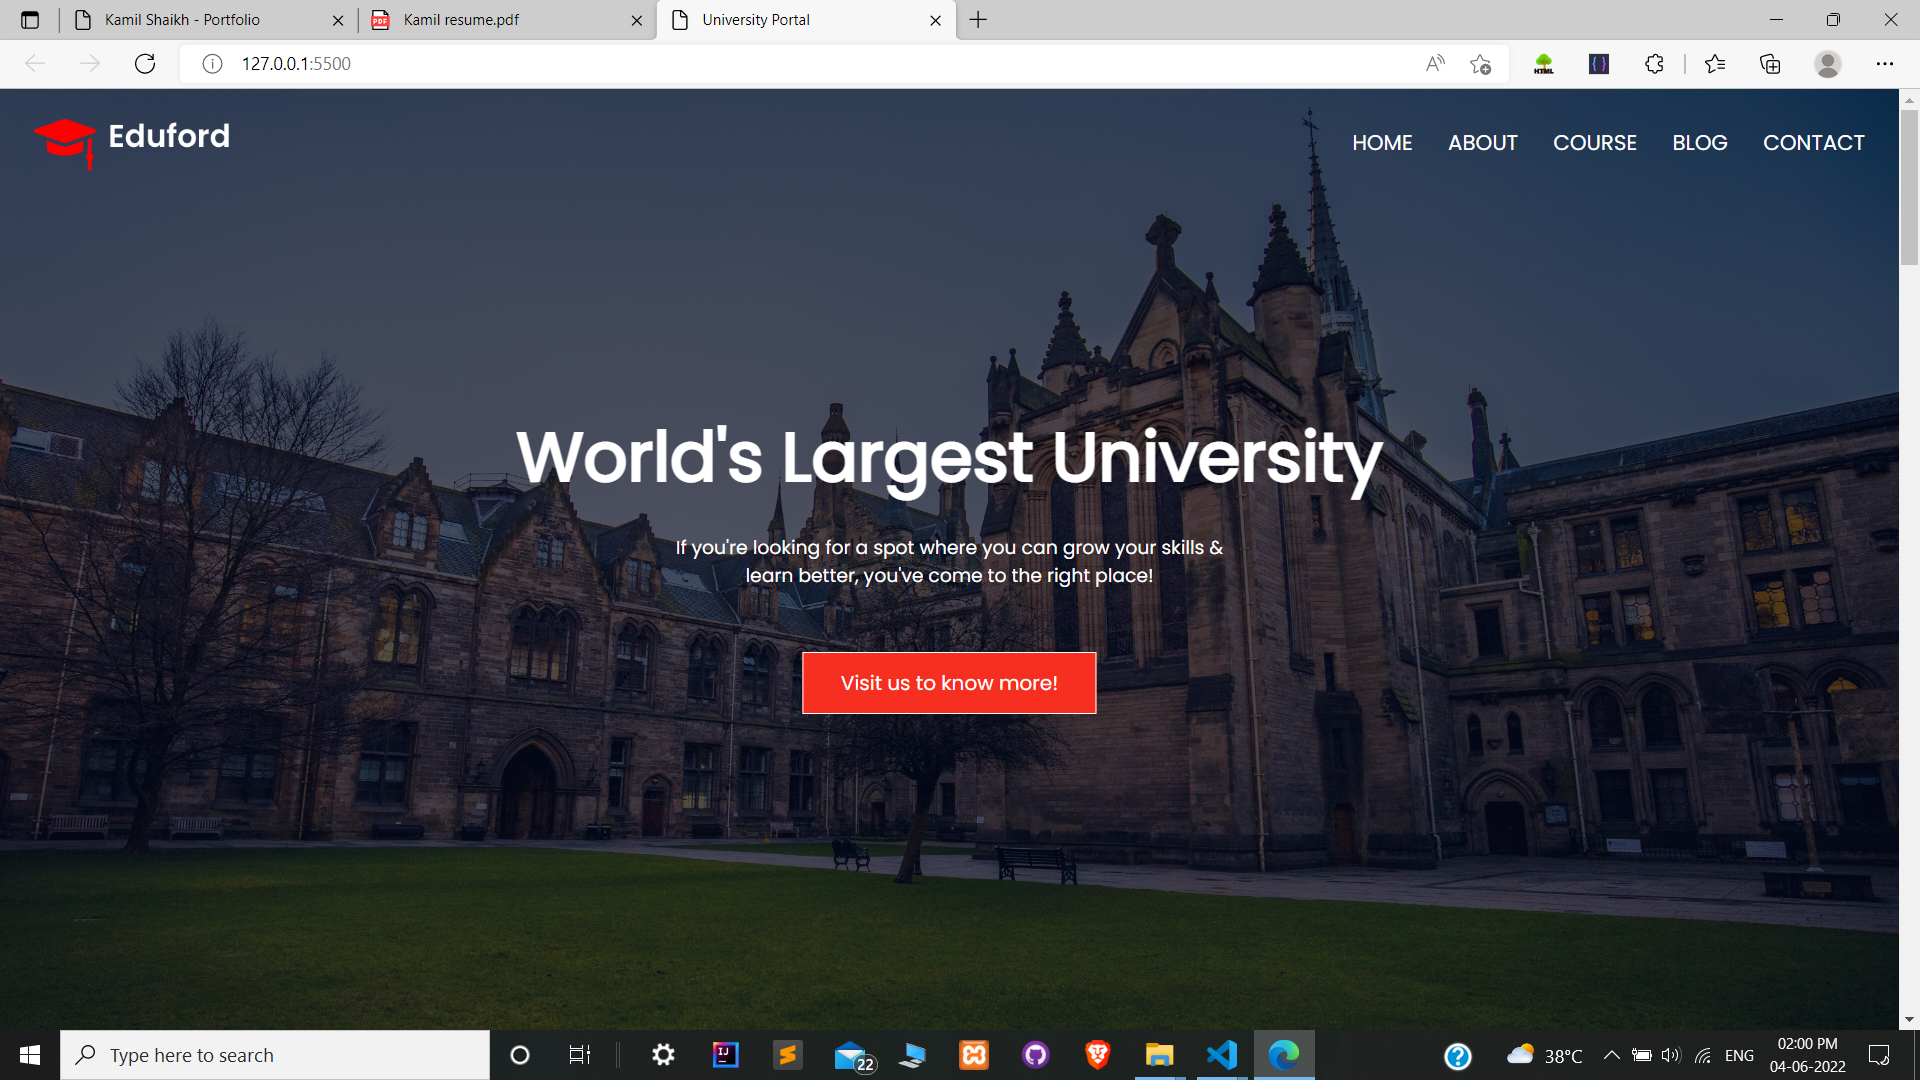 Kamil Shaikh - Portfolio
Kamil resume.pdf
University Portal
127.0.0.1:5500
HTML
Eduford
HOME ABOUT COURSE BLOG CONTACT
World's Largest University
If you're looking for a spot where you can grow your skills &
learn better, you've come to the right place!
Visit us to know more!
Type here to search
22
38°C
ENG
02:00 PM
04-06-2022